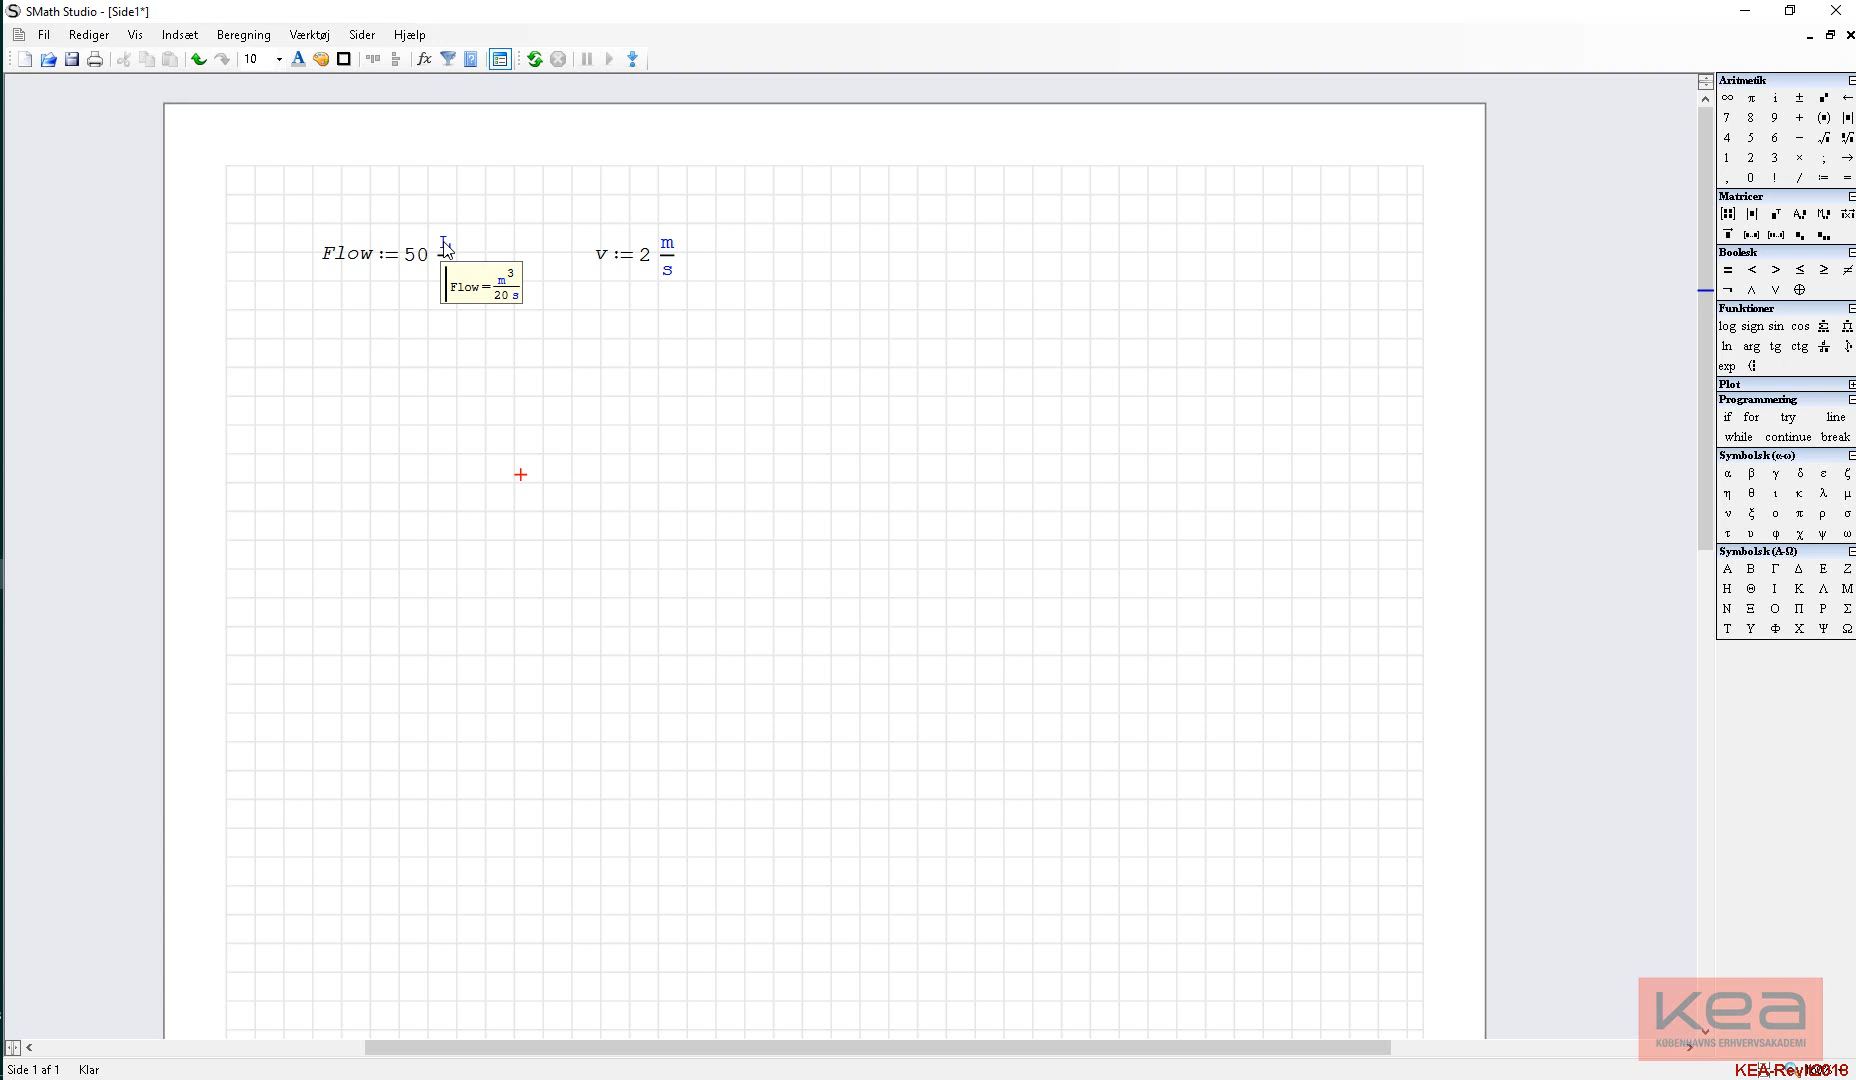 SMath Studio - [Side1*]
Fil Rediger Vis Indsæt Beregning Værktøj Sider Hjælp
10
Flow := 50 L
v := 2 m/s
Flow = m^3/20 s
Aritmetik
∞ π i ±
7 8 9 + (▪) |▪|
4 5 6 −
1 2 3 × ; →
, 0 ! / := =
Matricer
Boolesk
= < > ≤ ≥ ≠
¬ ∧ ∨ ⊕
Funktioner
log sign sin cos
ln arg tg ctg
exp
Plot
Programmering
if for try line
while continue break
Symbolsk (α-ω)
α β γ δ ε ζ
η θ ι κ λ μ
ν ξ ο π ρ σ
τ υ φ χ ψ ω
Symbolsk (Α-Ω)
Α Β Γ Δ Ε Ζ
Η Θ Ι Κ Λ Μ
Ν Ξ Ο Π Ρ Σ
Τ Υ Φ Χ Ψ Ω
kea
KØBENHAVNS ERHVERVSAKADEMI
Side 1 af 1 Klar